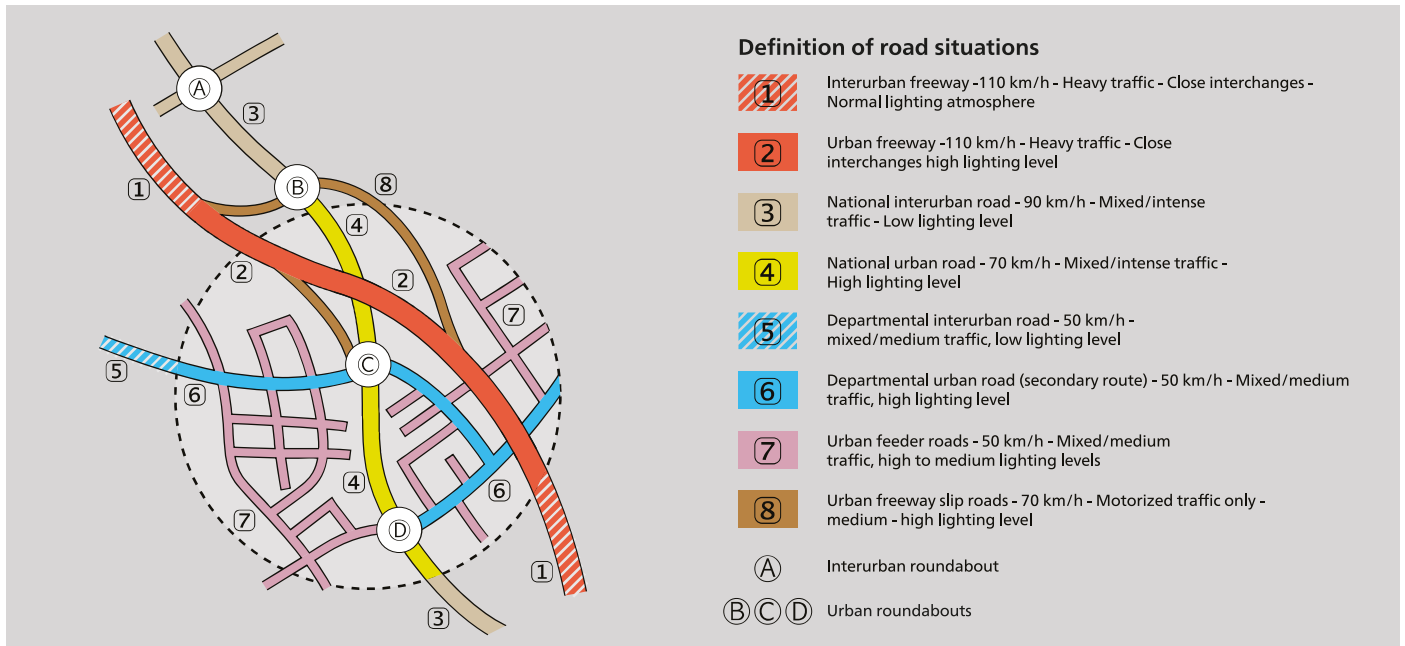 A
3
1
B
8
4
2
2
7
C
5
6
4
6
7
D
1
3
Definition of road situations
1 Interurban freeway -110 km/h - Heavy traffic - Close interchanges -
Normal lighting atmosphere
2 Urban freeway -110 km/h - Heavy traffic - Close
interchanges high lighting level
3 National interurban road - 90 km/h - Mixed/intense
traffic - Low lighting level
4 National urban road - 70 km/h - Mixed/intense traffic -
High lighting level
5 Departmental interurban road - 50 km/h -
mixed/medium traffic, low lighting level
6 Departmental urban road (secondary route) - 50 km/h - Mixed/medium
traffic, high lighting level
7 Urban feeder roads - 50 km/h - Mixed/medium
traffic, high to medium lighting levels
8 Urban freeway slip roads - 70 km/h - Motorized traffic only -
medium - high lighting level
A Interurban roundabout
B C D Urban roundabouts